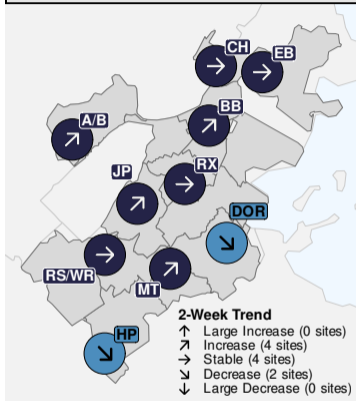 CH
EB
BB
A/B
JP
RX
DOR
RS/WR
MT
HP
2-Week Trend
↑ Large Increase (0 sites)
↗ Increase (4 sites)
→ Stable (4 sites)
↘ Decrease (2 sites)
↓ Large Decrease (0 sites)